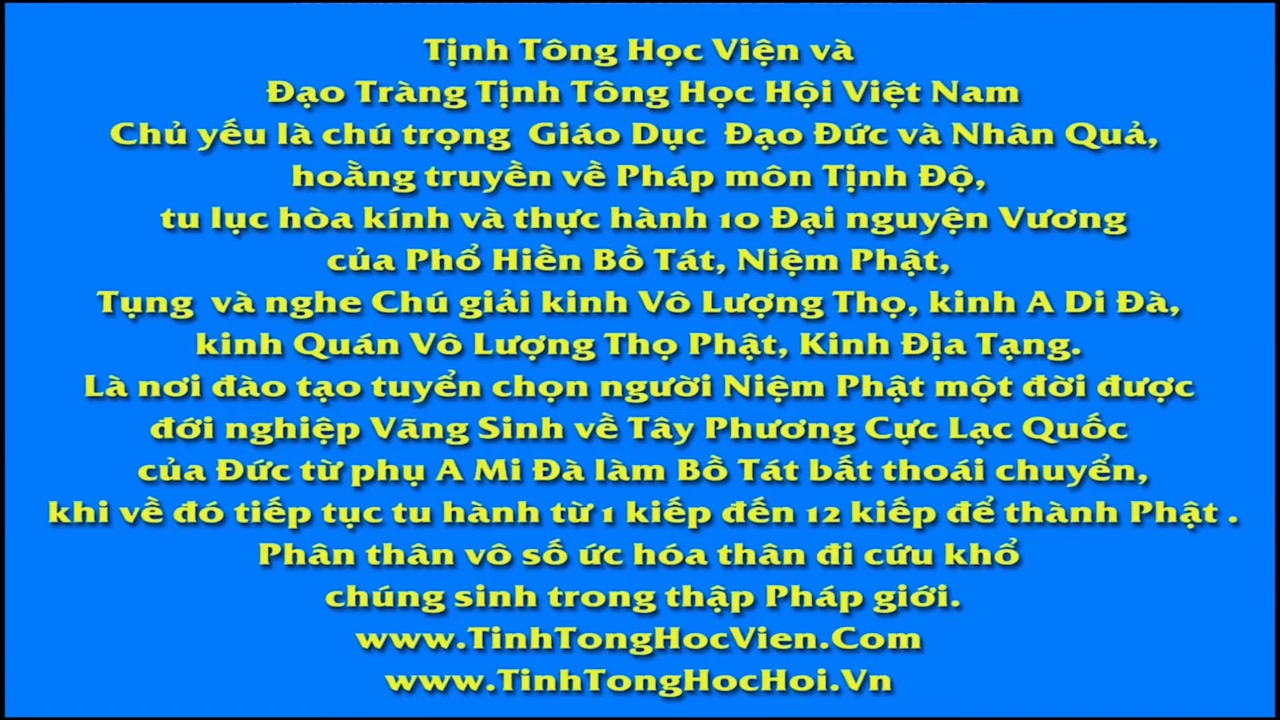 Tịnh Tông Học Viện và
Đạo Tràng Tịnh Tông Học Hội Việt Nam
Chủ yếu là chú trọng Giáo Dục Đạo Đức và Nhân Quả,
hoằng truyền về Pháp môn Tịnh Độ,
tu lục hòa kính và thực hành 10 Đại nguyện Vương
của Phổ Hiền Bồ Tát, Niệm Phật,
Tụng và nghe Chú giải kinh Vô Lượng Thọ, kinh A Di Đà,
kinh Quán Vô Lượng Thọ Phật, Kinh Địa Tạng.
Là nơi đào tạo tuyển chọn người Niệm Phật một đời được
đới nghiệp Vãng Sinh về Tây Phương Cực Lạc Quốc
của Đức từ phụ A Mi Đà làm Bồ Tát bất thoái chuyển,
khi về đó tiếp tục tu hành từ 1 kiếp đến 12 kiếp để thành Phật .
Phân thân vô số ức hóa thân đi cứu khổ
chúng sinh trong thập Pháp giới.
www.TinhTongHocVien.Com
www.TinhTongHocHoi.Vn